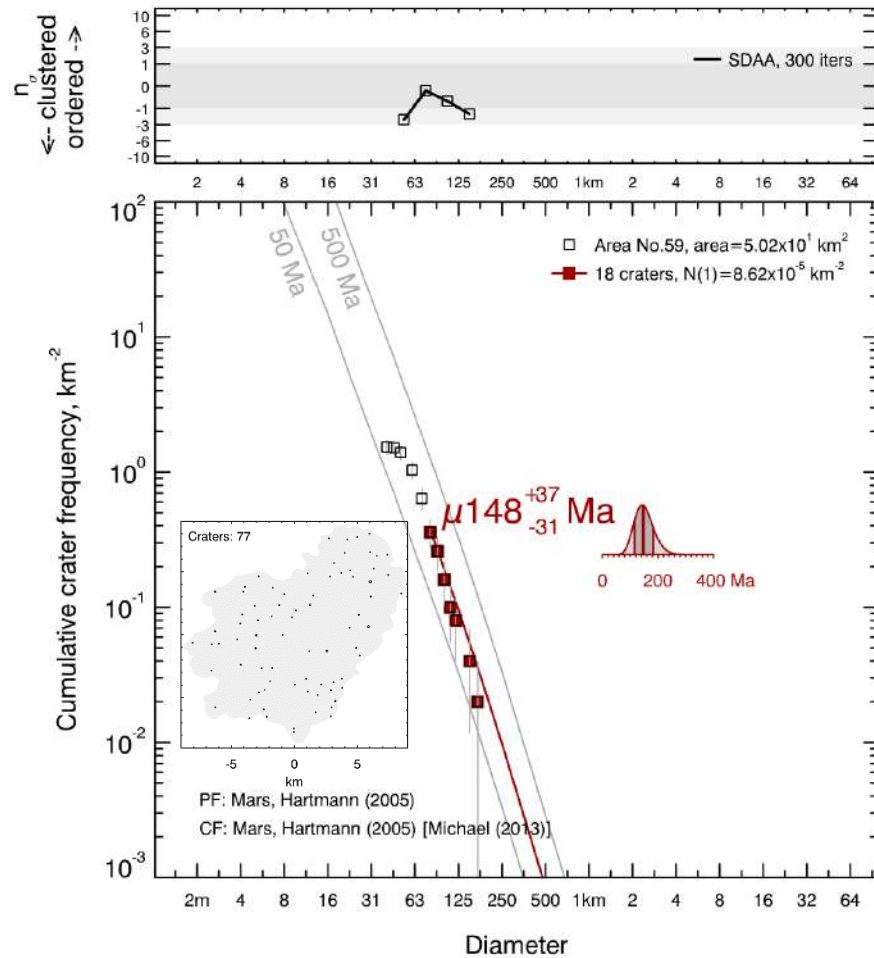 10
6
3
1
0
-1
-3
-6
-10
n_σ
<-- clustered
ordered -->
SDAA, 300 iters
2 4 8 16 31 63 125 250 500 1km 2 4 8 16 32 64
10^2
10^1
10^0
10^-1
10^-2
10^-3
Cumulative crater frequency, km^-2
50 Ma
500 Ma
Area No.59, area=5.02x10^1 km^2
18 craters, N(1)=8.62x10^-5 km^-2
μ148 +37 -31 Ma
0 200 400 Ma
Craters: 77
-5 0 5
km
PF: Mars, Hartmann (2005)
CF: Mars, Hartmann (2005) [Michael (2013)]
2m 4 8 16 31 63 125 250 500 1km 2 4 8 16 32 64
Diameter